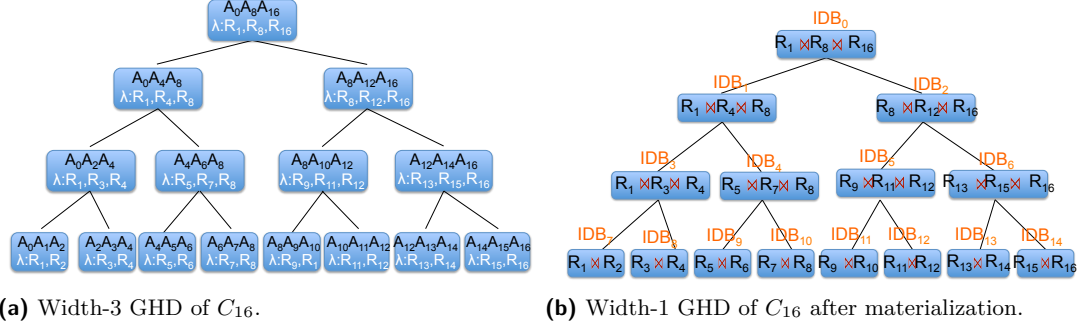 A₀A₈A₁₆
λ:R₁,R₈,R₁₆
A₀A₄A₈
λ:R₁,R₄,R₈
A₈A₁₂A₁₆
λ:R₈,R₁₂,R₁₆
A₀A₂A₄
λ:R₁,R₃,R₄
A₄A₆A₈
λ:R₅,R₇,R₈
A₈A₁₀A₁₂
λ:R₉,R₁₁,R₁₂
A₁₂A₁₄A₁₆
λ:R₁₃,R₁₅,R₁₆
A₀A₁A₂
λ:R₁,R₂
A₂A₃A₄
λ:R₃,R₄
A₄A₅A₆
λ:R₅,R₆
A₆A₇A₈
λ:R₇,R₈
A₈A₉A₁₀
λ:R₉,R₁
A₁₀A₁₁A₁₂
λ:R₁₁,R₁₂
A₁₂A₁₃A₁₄
λ:R₁₃,R₁₄
A₁₄A₁₅A₁₆
λ:R₁₅,R₁₆
(a) Width-3 GHD of C₁₆.
IDB₀
R₁ ⋈ R₈ ⋈ R₁₆
IDB₁
R₁ ⋈ R₄ ⋈ R₈
IDB₂
R₈ ⋈ R₁₂ ⋈ R₁₆
IDB₃
R₁ ⋈ R₃ ⋈ R₄
IDB₄
R₅ ⋈ R₇ ⋈ R₈
IDB₅
R₉ ⋈ R₁₁ ⋈ R₁₂
IDB₆
R₁₃ ⋈ R₁₅ ⋈ R₁₆
IDB₇
R₁ ⋈ R₂
IDB₈
R₃ ⋈ R₄
IDB₉
R₅ ⋈ R₆
IDB₁₀
R₇ ⋈ R₈
IDB₁₁
R₉ ⋈ R₁₀
IDB₁₂
R₁₁ ⋈ R₁₂
IDB₁₃
R₁₃ ⋈ R₁₄
IDB₁₄
R₁₅ ⋈ R₁₆
(b) Width-1 GHD of C₁₆ after materialization.